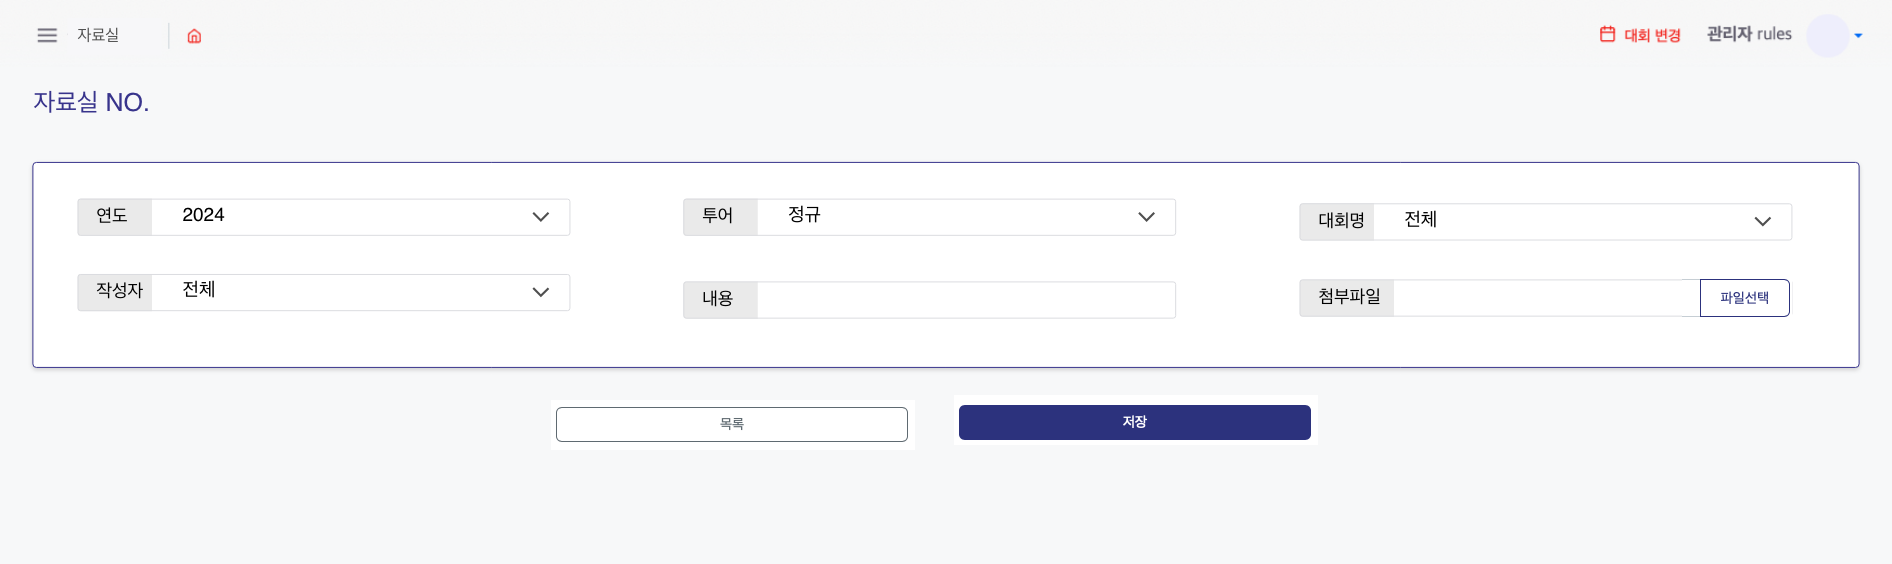 자료실
대회 변경 관리자 rules
자료실 NO.
연도 2024 투어 정규 대회명 전체
작성자 전체 내용 첨부파일 파일선택
목록 저장